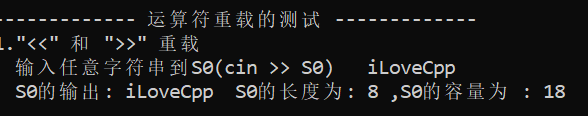 ------------- 运算符重载的测试 -------------
1."<<" 和 ">>" 重载
输入任意字符串到S0(cin >> S0) iLoveCpp
S0的输出: iLoveCpp S0的长度为: 8 ,S0的容量为 : 18